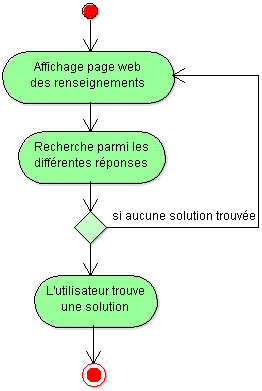 Affichage page web
des renseignements
Recherche parmi les
différentes réponses
si aucune solution trouvée
L'utilisateur trouve
une solution